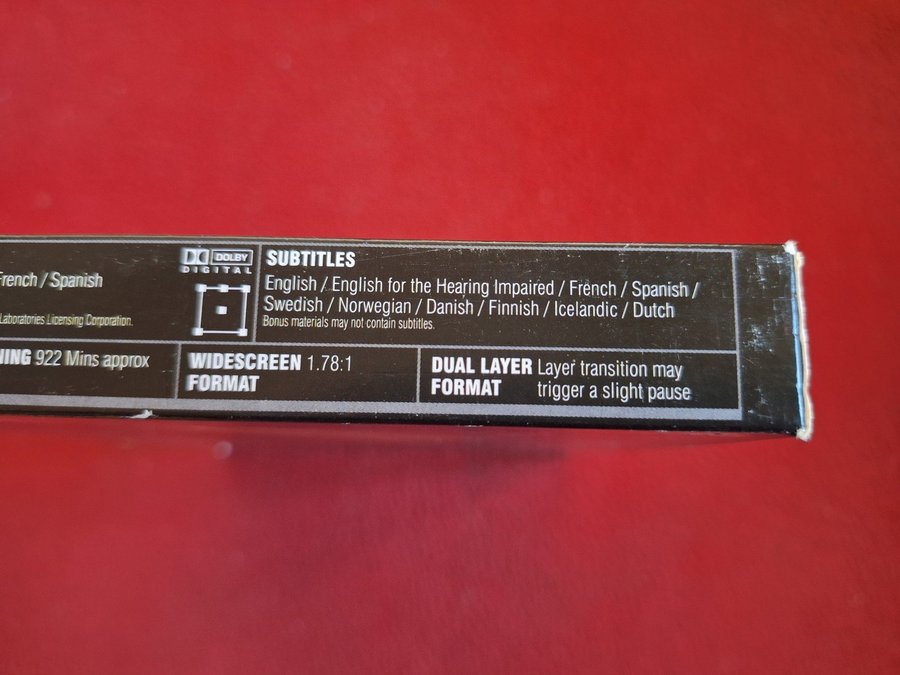 French / Spanish
Laboratories Licensing Corporation.
922 Mins approx
DOLBY
DIGITAL
SUBTITLES
English / English for the Hearing Impaired / French / Spanish /
Swedish / Norwegian / Danish / Finnish / Icelandic / Dutch
Bonus materials may not contain subtitles.
WIDESCREEN 1.78:1
FORMAT
DUAL LAYER Layer transition may
FORMAT trigger a slight pause